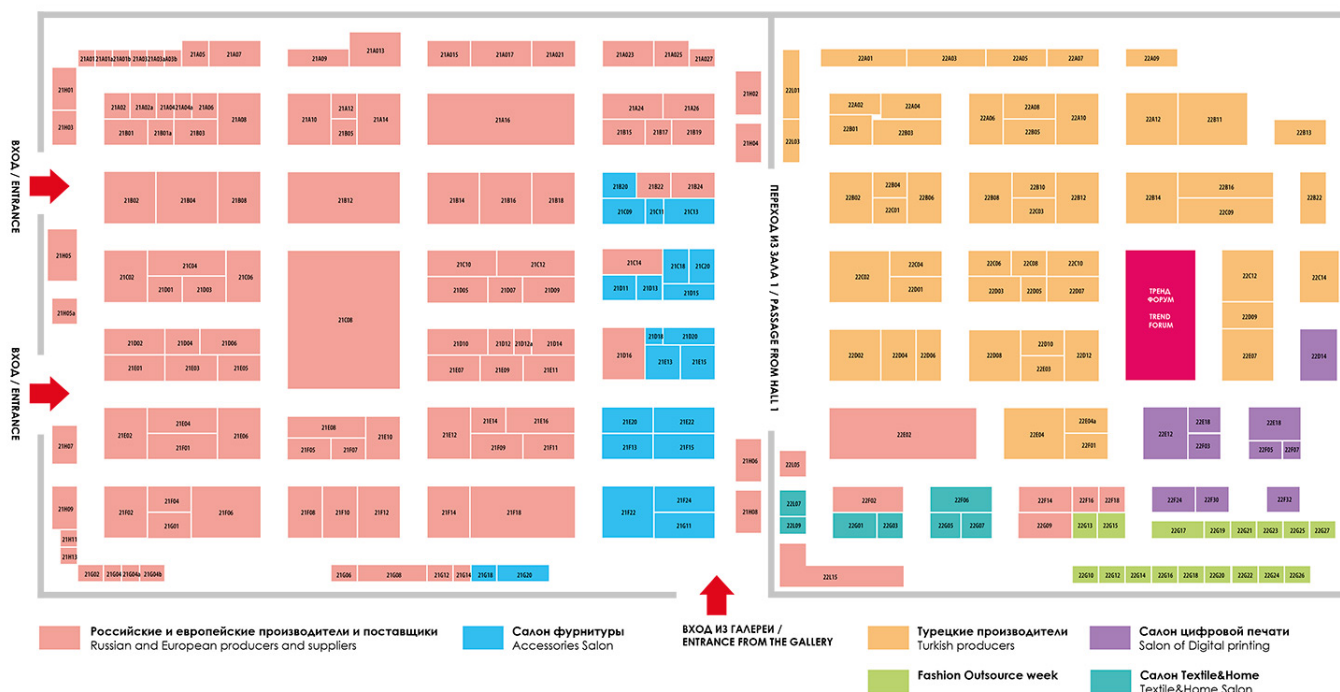 21A01 21A01a 21A01b 21A03 21A03a A03b 21A05 21A07
21A09 21A013
21A015 21A017 21A021
21A023 21A025 21A027
22A01 22A03 22A05 22A07 22A09
21H01 21H03
21A02 21A02a 21A04 21A04a 21A06 21A08
21B01 21B01a 21B03
21A10 21A12 21B05 21A14
21A16
21A24 21A26
21B15 21B17 21B19
21H02 21H04
22L01 22L03
22A02 22A04
22B01 22B03
22A06 22A08 22B05 22A10
22A12 22B11 22B13
ВХОД / ENTRANCE
21B02 21B04 21B08
21B12
21B14 21B16 21B18
21B20 21B22 21B24
21C09 21C11 21C13
ПЕРЕХОД ИЗ ЗАЛА 1 / PASSAGE FROM HALL 1
22B02 22B04 22C01 22B06
22B08 22B10 22C03 22B12
22B14 22B16 22C09 22B22
21H05 21H05a
21C02 21C04 21C06
21D01 21D03
21C08
21C10 21C12
21D05 21D07 21D09
21C14 21C18 21C20
21D11 21D13 21D15
22C02 22C04 22D01
22C06 22C08 22C10
22D03 22D05 22D07
ТРЕНД
ФОРУМ
TREND
FORUM
22C12 22D09 22E07
22C14
22D14
ВХОД / ENTRANCE
21D02 21D04 21D06
21E01 21E03 21E05
21D10 21D12 21D12a 21D14
21E07 21E09 21E11
21D16 21D18 21D20
21E13 21E15
22D02 22D04 22D06
22D08 22D10 22E03 22D12
21H07
21E02 21E04 21F01 21E06
21E08 21E10
21F05 21F07
21E12 21E14 21E16
21F09 21F11
21E20 21E22
21F13 21F15
21H06 21H08
22L05
22E02
22E04 22E04a 22F01
22E12 22E18 22F03
22E18
22F05 22F07
21H09 21H11 21H13
21F02 21F04 21G01 21F06
21F08 21F10 21F12
21F14 21F18
21F22 21F24 21G11
22L07 22L09
22F02
22G01 22G03
22F06
22G05 22G07
22F14 22F16 22F18
22G09 22G13 22G15
22F24 22F30 22F32
22G17 22G19 22G21 22G23 22G25 22G27
21G02 21G04 21G04a 21G04b
21G06 21G08 21G12 21G14 21G18 21G20
22L15
22G10 22G12 22G14 22G16 22G18 22G20 22G22 22G24 22G26
Российские и европейские производители и поставщики
Russian and European producers and suppliers
Салон фурнитуры
Accessories Salon
ВХОД ИЗ ГАЛЕРЕИ /
ENTRANCE FROM THE GALLERY
Турецкие производители
Turkish producers
Салон цифровой печати
Salon of Digital printing
Fashion Outsource week
Салон Textile&Home
Textile&Home Salon